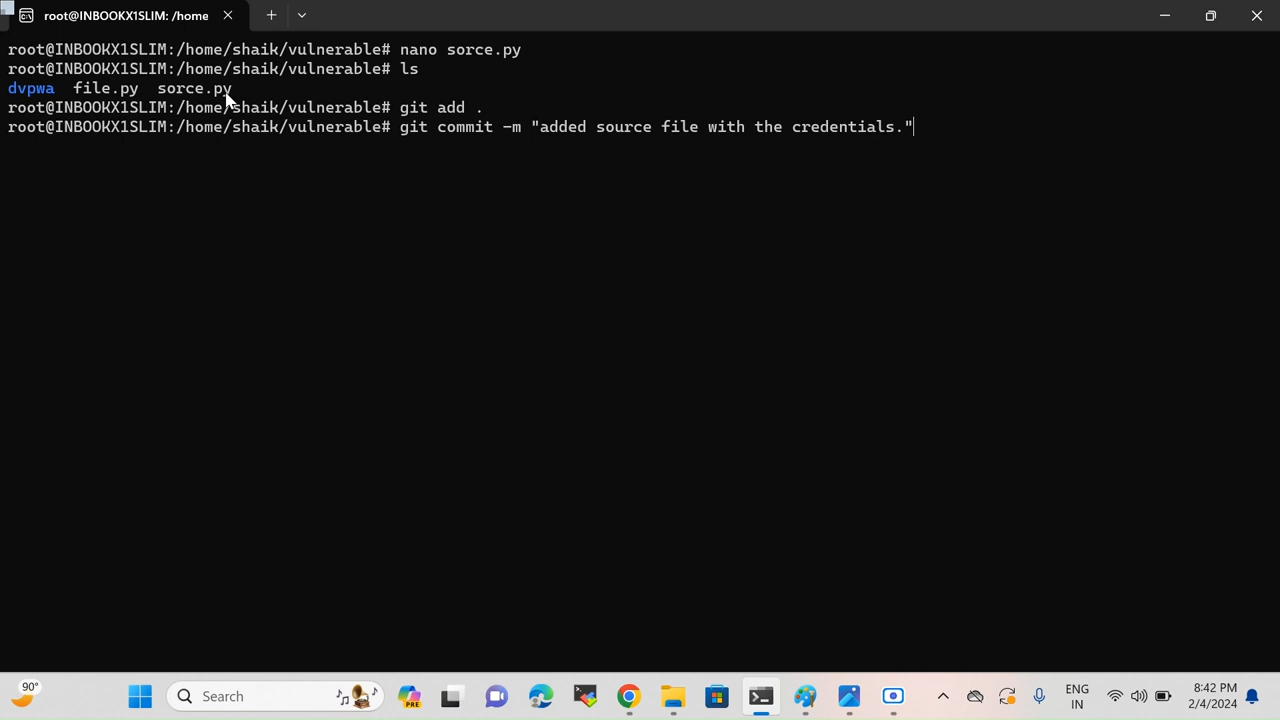 root@INBOOKX1SLIM: /home
root@INBOOKX1SLIM:/home/shaik/vulnerable# nano sorce.py
root@INBOOKX1SLIM:/home/shaik/vulnerable# ls
dvpwa  file.py  sorce.py
root@INBOOKX1SLIM:/home/shaik/vulnerable# git add .
root@INBOOKX1SLIM:/home/shaik/vulnerable# git commit -m "added source file with the credentials."
90°
Search
PRE
ENG
IN
8:42 PM
2/4/2024